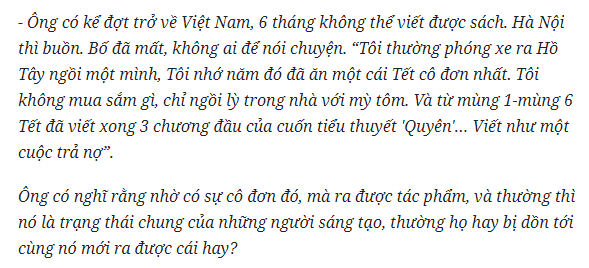 - Ông có kể đợt trở về Việt Nam, 6 tháng không thể viết được sách. Hà Nội
thì buồn. Bố đã mất, không ai để nói chuyện. “Tôi thường phóng xe ra Hồ
Tây ngồi một mình, Tôi nhớ năm đó đã ăn một cái Tết cô đơn nhất. Tôi
không mua sắm gì, chỉ ngồi lỳ trong nhà với mỳ tôm. Và từ mùng 1-mùng 6
Tết đã viết xong 3 chương đầu của cuốn tiểu thuyết 'Quyên'... Viết như một
cuộc trả nợ”.
Ông có nghĩ rằng nhờ có sự cô đơn đó, mà ra được tác phẩm, và thường thì
nó là trạng thái chung của những người sáng tạo, thường họ hay bị dồn tới
cùng nó mới ra được cái hay?